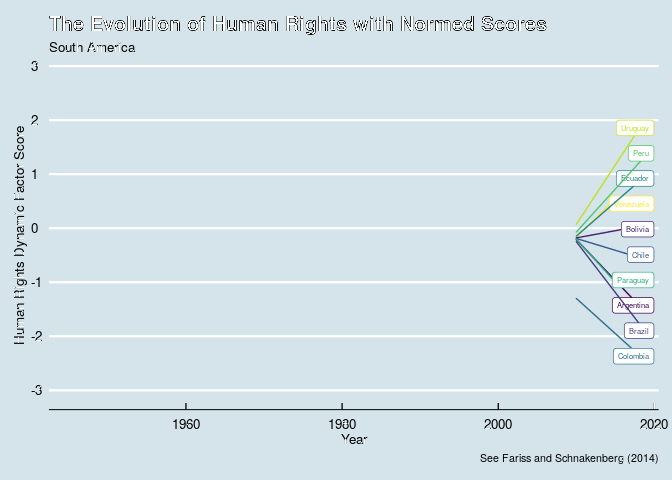 The Evolution of Human Rights with Normed Scores
South America
Human Rights Dynamic Factor Score
3
2
1
0
-1
-2
-3
Uruguay
Peru
Ecuador
Venezuela
Bolivia
Chile
Paraguay
Argentina
Brazil
Colombia
1960
1980
2000
2020
Year
See Fariss and Schnakenberg (2014)